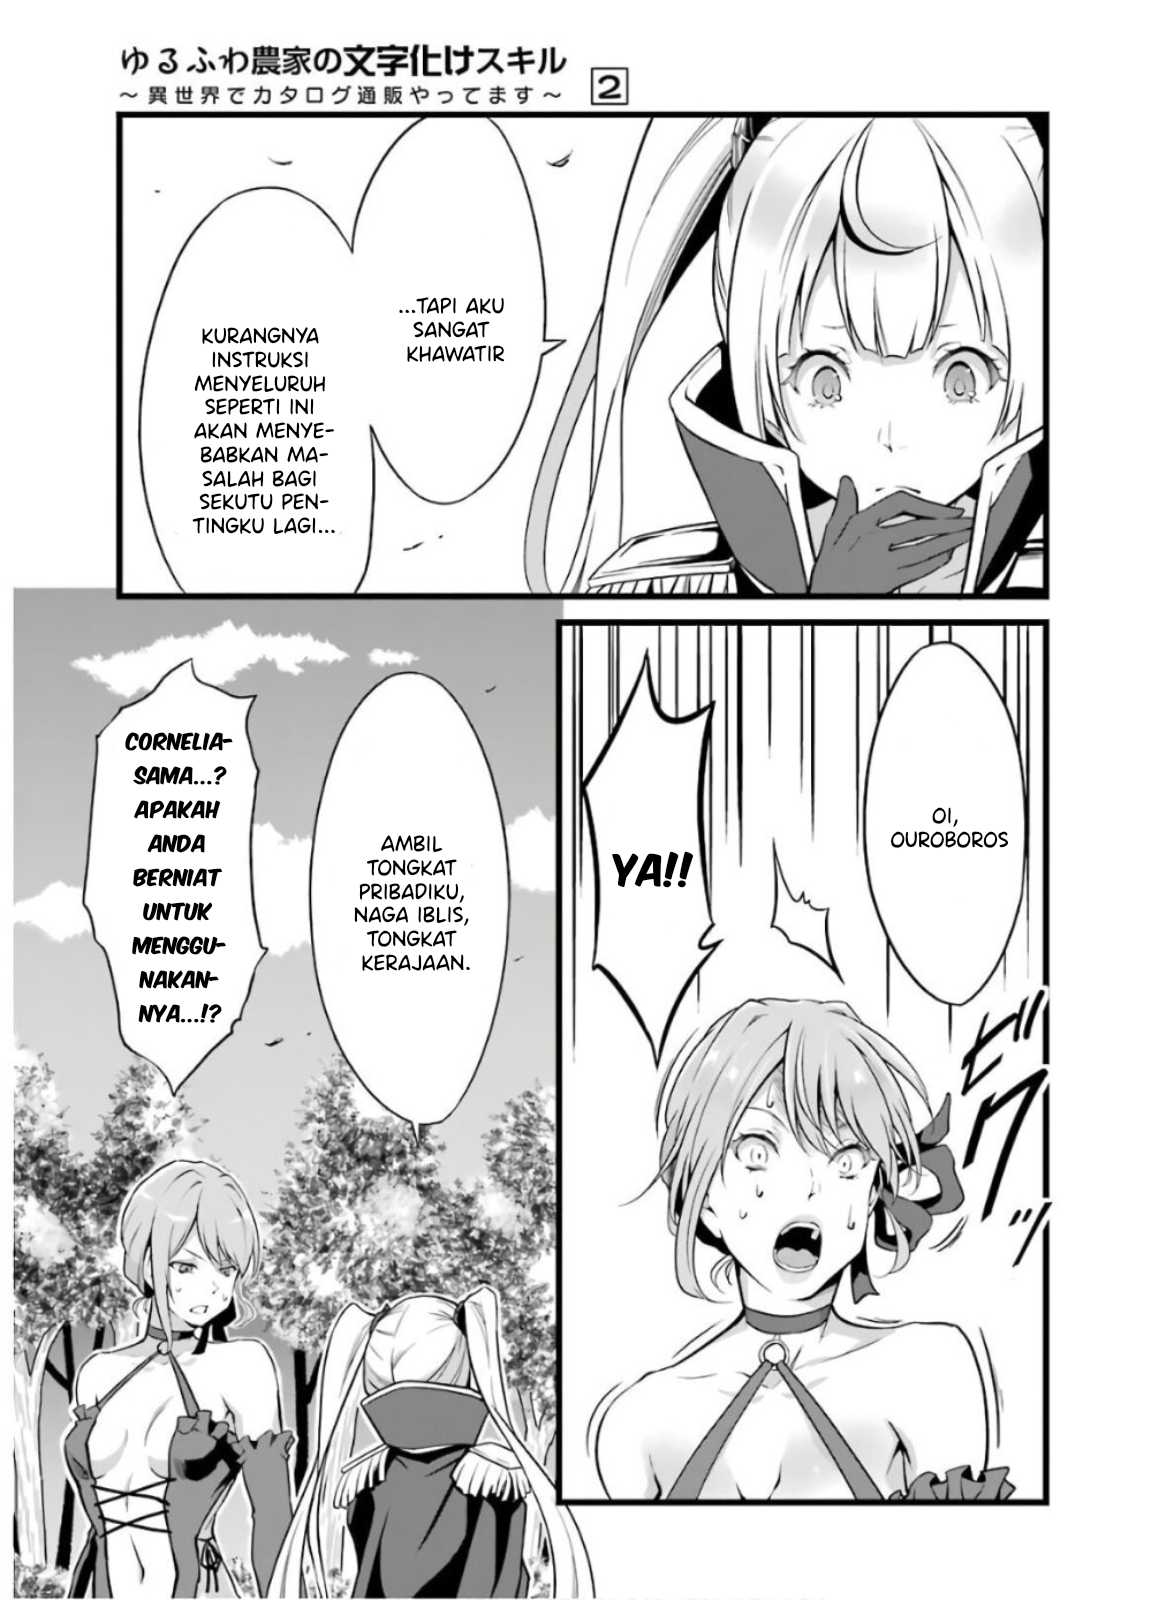 ゆるふわ農家の文字化けスキル
～異世界でカタログ通販やってます～ 2
...TAPI AKU
SANGAT
KHAWATIR
KURANGNYA
INSTRUKSI
MENYELURUH
SEPERTI INI
AKAN MENYE-
BABKAN MA-
SALAH BAGI
SEKUTU PEN-
TINGKU LAGI...
OI,
OUROBOROS
YA!!
ビクッ
AMBIL
TONGKAT
PRIBADIKU,
NAGA IBLIS,
TONGKAT
KERAJAAN.
CORNELIA-
SAMA...?
APAKAH
ANDA
BERNIAT
UNTUK
MENGGU-
NAKAN-
NYA...!?